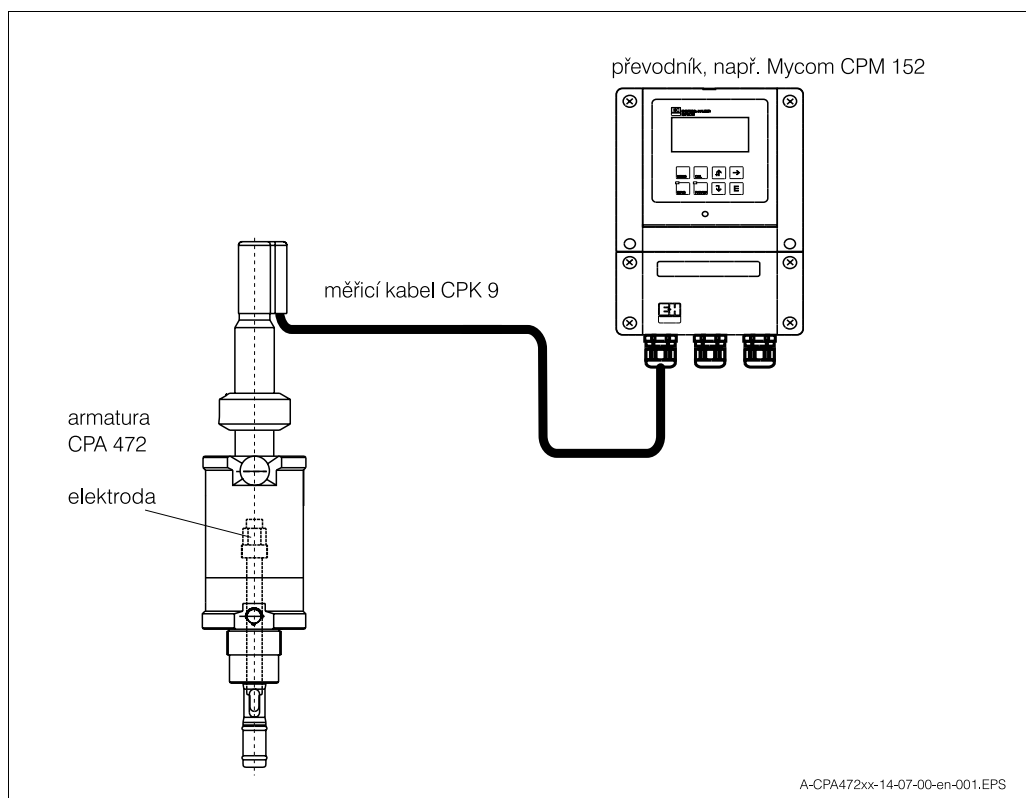 převodník, např. Mycom CPM 152
měřicí kabel CPK 9
armatura
CPA 472
elektroda
E
A-CPA472xx-14-07-00-en-001.EPS